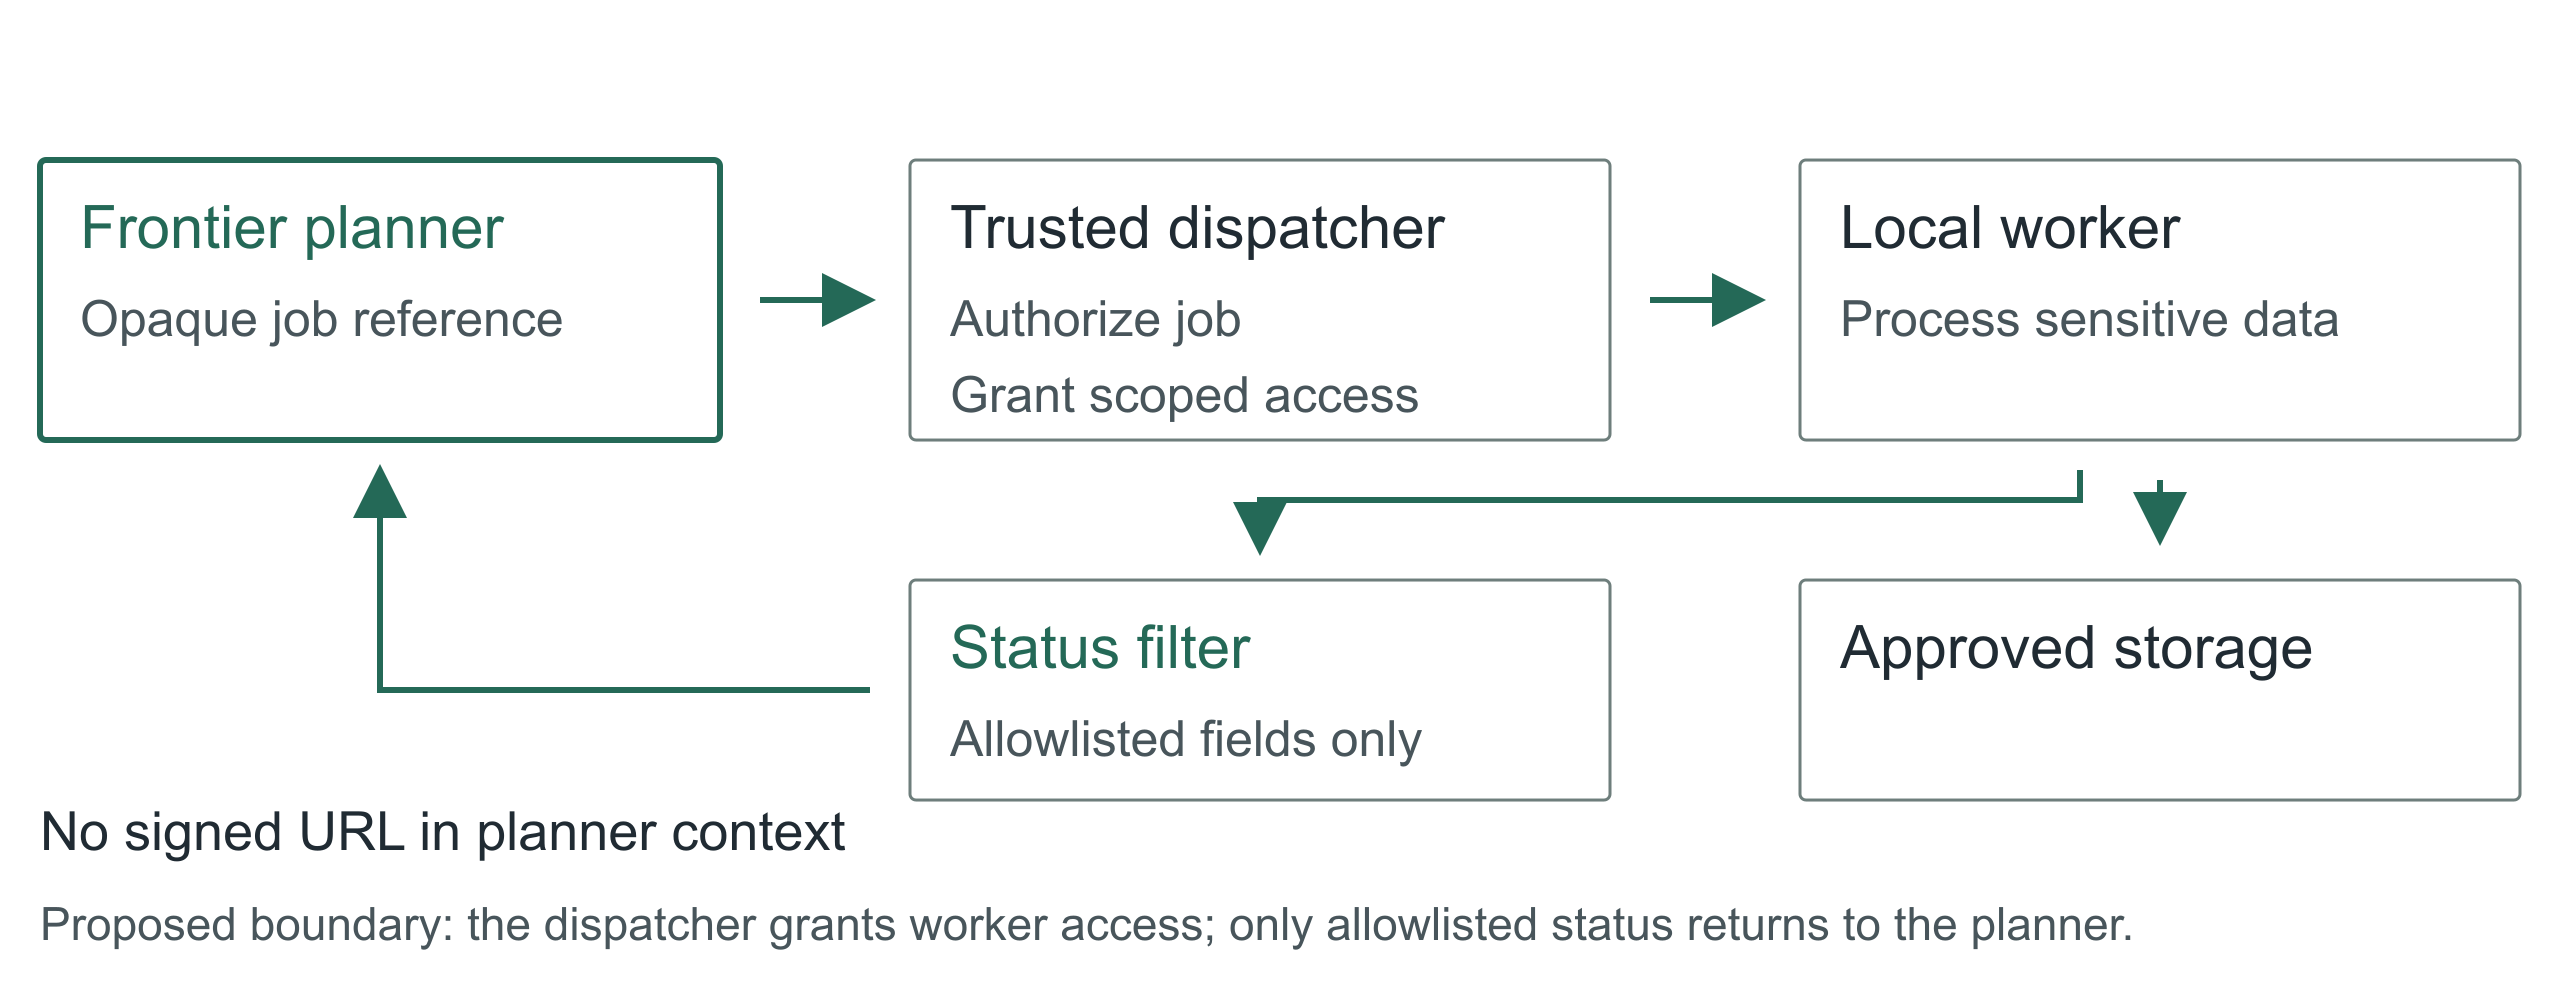 Frontier planner
Opaque job reference
Trusted dispatcher
Authorize job
Grant scoped access
Local worker
Process sensitive data
Status filter
Allowlisted fields only
Approved storage
No signed URL in planner context
Proposed boundary: the dispatcher grants worker access; only allowlisted status returns to the planner.